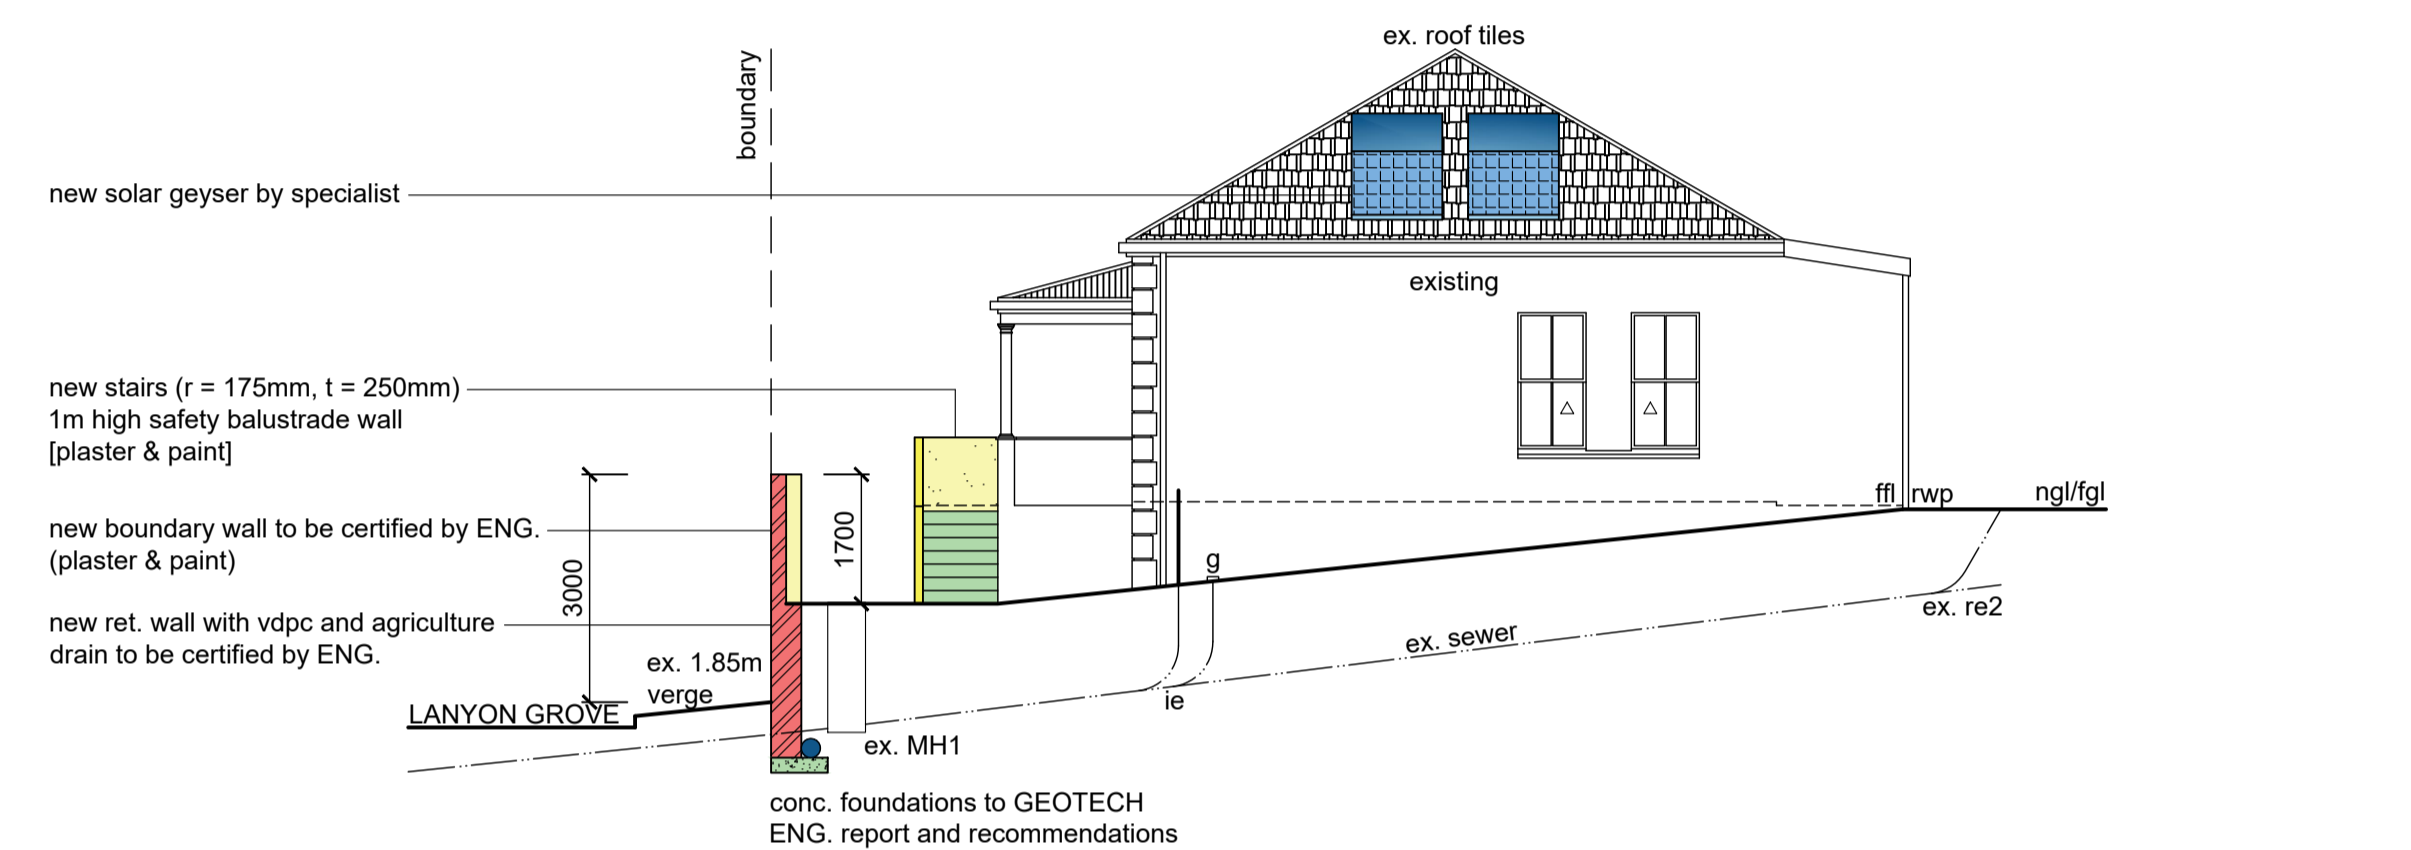 ex. roof tiles
boundary
new solar geyser by specialist
existing
new stairs (r = 175mm, t = 250mm)
1m high safety balustrade wall
[plaster & paint]
ffl
rwp
ngl/fgl
new boundary wall to be certified by ENG.
(plaster & paint)
3000
1700
g
new ret. wall with vdpc and agriculture
drain to be certified by ENG.
ex. 1.85m
verge
LANYON GROVE
ex. sewer
ex. re2
ie
ex. MH1
conc. foundations to GEOTECH
ENG. report and recommendations